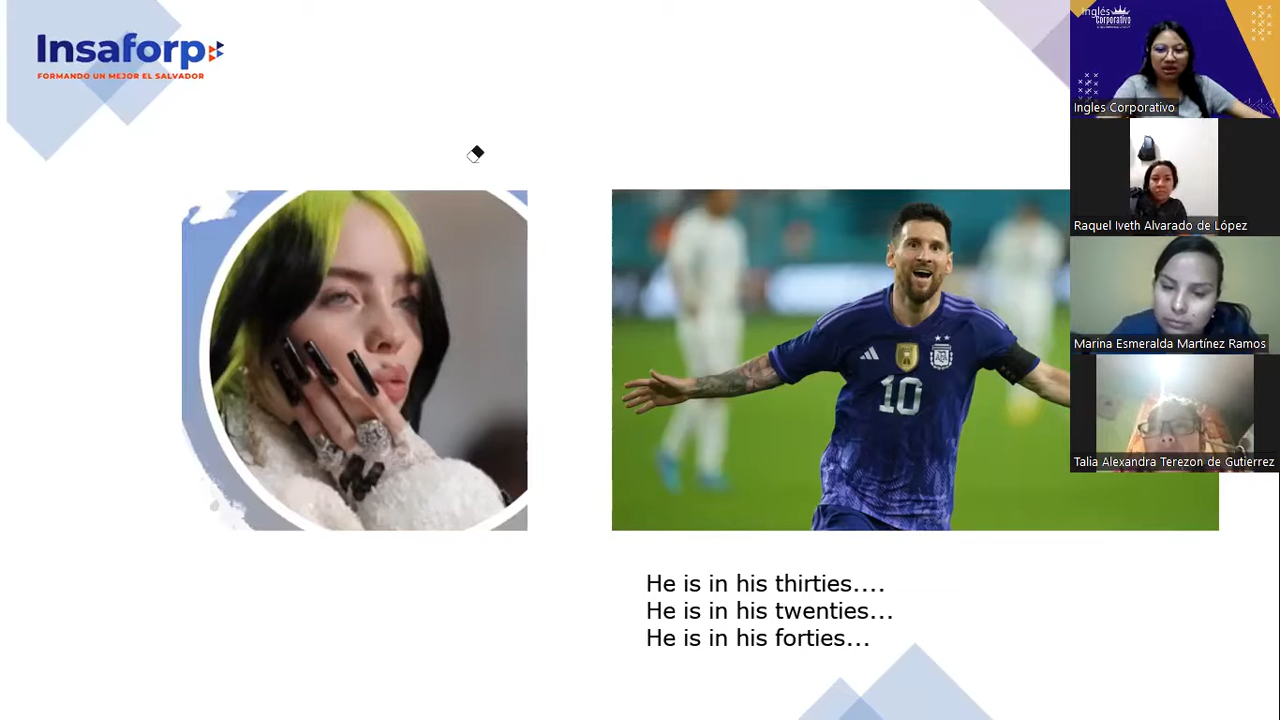 Insaforp
FORMANDO UN MEJOR EL SALVADOR
Inglés
Corporativo
Ingles Corporativo
Raquel Iveth Alvarado de López
Marina Esmeralda Martínez Ramos
Talia Alexandra Terezon de Gutierrez
10
He is in his thirties....
He is in his twenties...
He is in his forties...